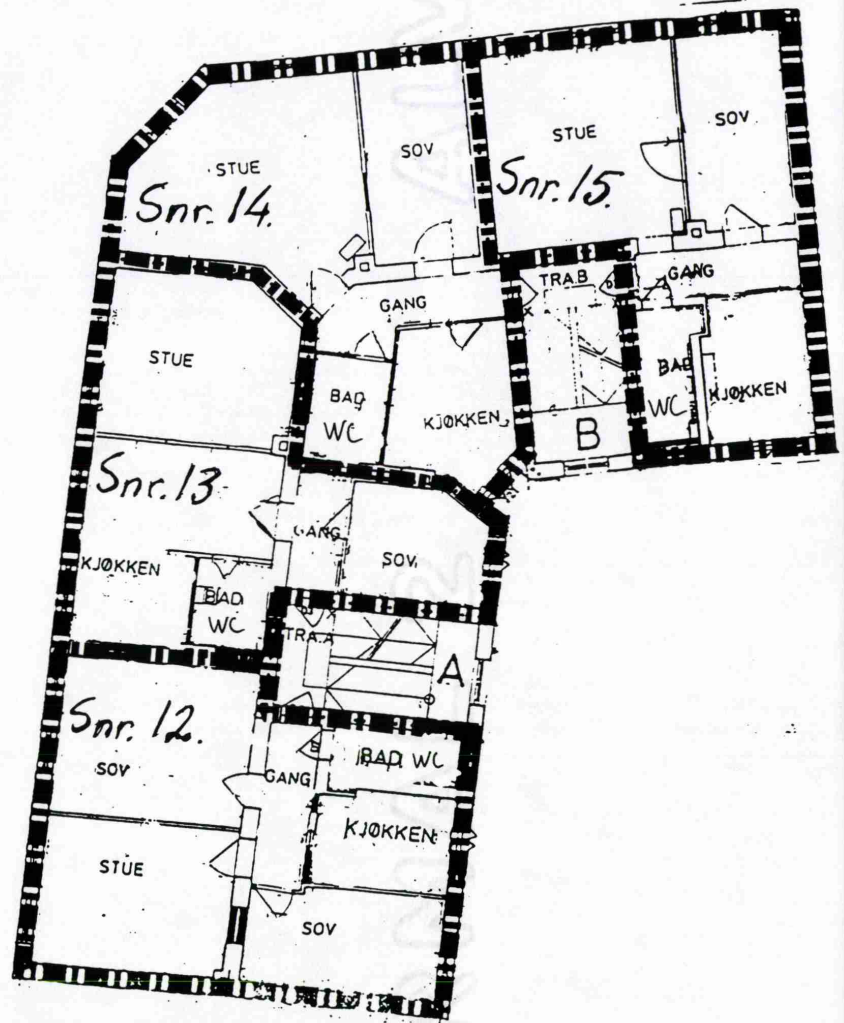 STUE
SOV
Snr. 14.
STUE
SOV
Snr. 15.
GANG
TRA.B
GANG
STUE
BAD
WC
KJØKKEN
B
BAD
WC
KJØKKEN
Snr. 13
GANG
SOV
KJØKKEN
BAD
WC
TRA.A
A
Snr. 12.
SOV
GANG
BAD WC
KJØKKEN
STUE
SOV